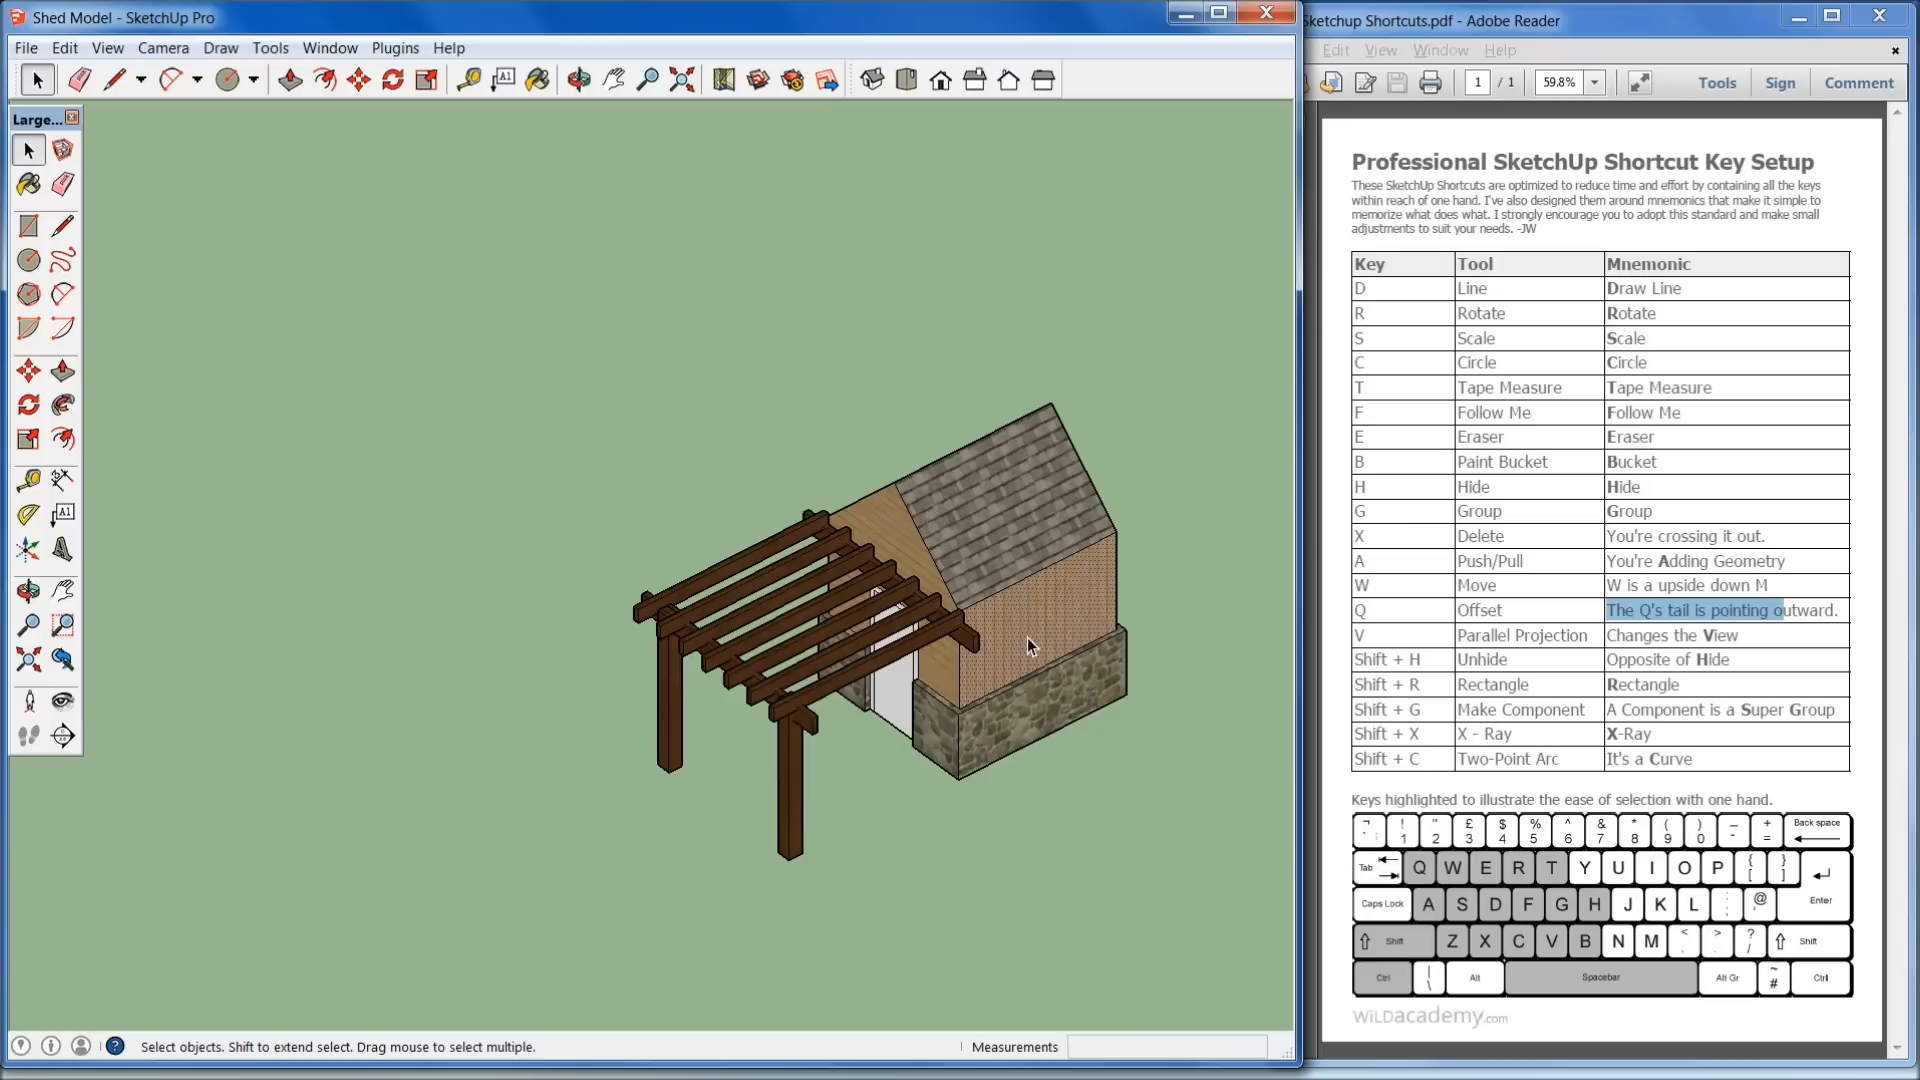 Shed Model - SketchUp Pro
File Edit View Camera Draw Tools Window Plugins Help
Large...
Select objects. Shift to extend select. Drag mouse to select multiple.
Measurements
Sketchup Shortcuts.pdf - Adobe Reader
Edit View Window Help
1 / 1 59.8% Tools Sign Comment
Professional SketchUp Shortcut Key Setup
These SketchUp Shortcuts are optimized to reduce time and effort by containing all the keys
within reach of one hand. I've also designed them around mnemonics that make it simple to
memorize what does what. I strongly encourage you to adopt this standard and make small
adjustments to suit your needs. -JW
Key Tool Mnemonic
D Line Draw Line
R Rotate Rotate
S Scale Scale
C Circle Circle
T Tape Measure Tape Measure
F Follow Me Follow Me
E Eraser Eraser
B Paint Bucket Bucket
H Hide Hide
G Group Group
X Delete You're crossing it out.
A Push/Pull You're Adding Geometry
W Move W is a upside down M
Q Offset The Q's tail is pointing outward.
V Parallel Projection Changes the View
Shift + H Unhide Opposite of Hide
Shift + R Rectangle Rectangle
Shift + G Make Component A Component is a Super Group
Shift + X X - Ray X-Ray
Shift + C Two-Point Arc It's a Curve
Keys highlighted to illustrate the ease of selection with one hand.
¬ ! " £ $ % ^ & * ( ) _ + Back space
` 1 2 3 4 5 6 7 8 9 0 - =
Tab Q W E R T Y U I O P { [ } ]
Caps Lock A S D F G H J K L : ; @ ' Enter
Shift Z X C V B N M < , > . ? / Shift
Ctrl | \ Alt Spacebar Alt Gr ~ # Ctrl
WiLDacademy.com